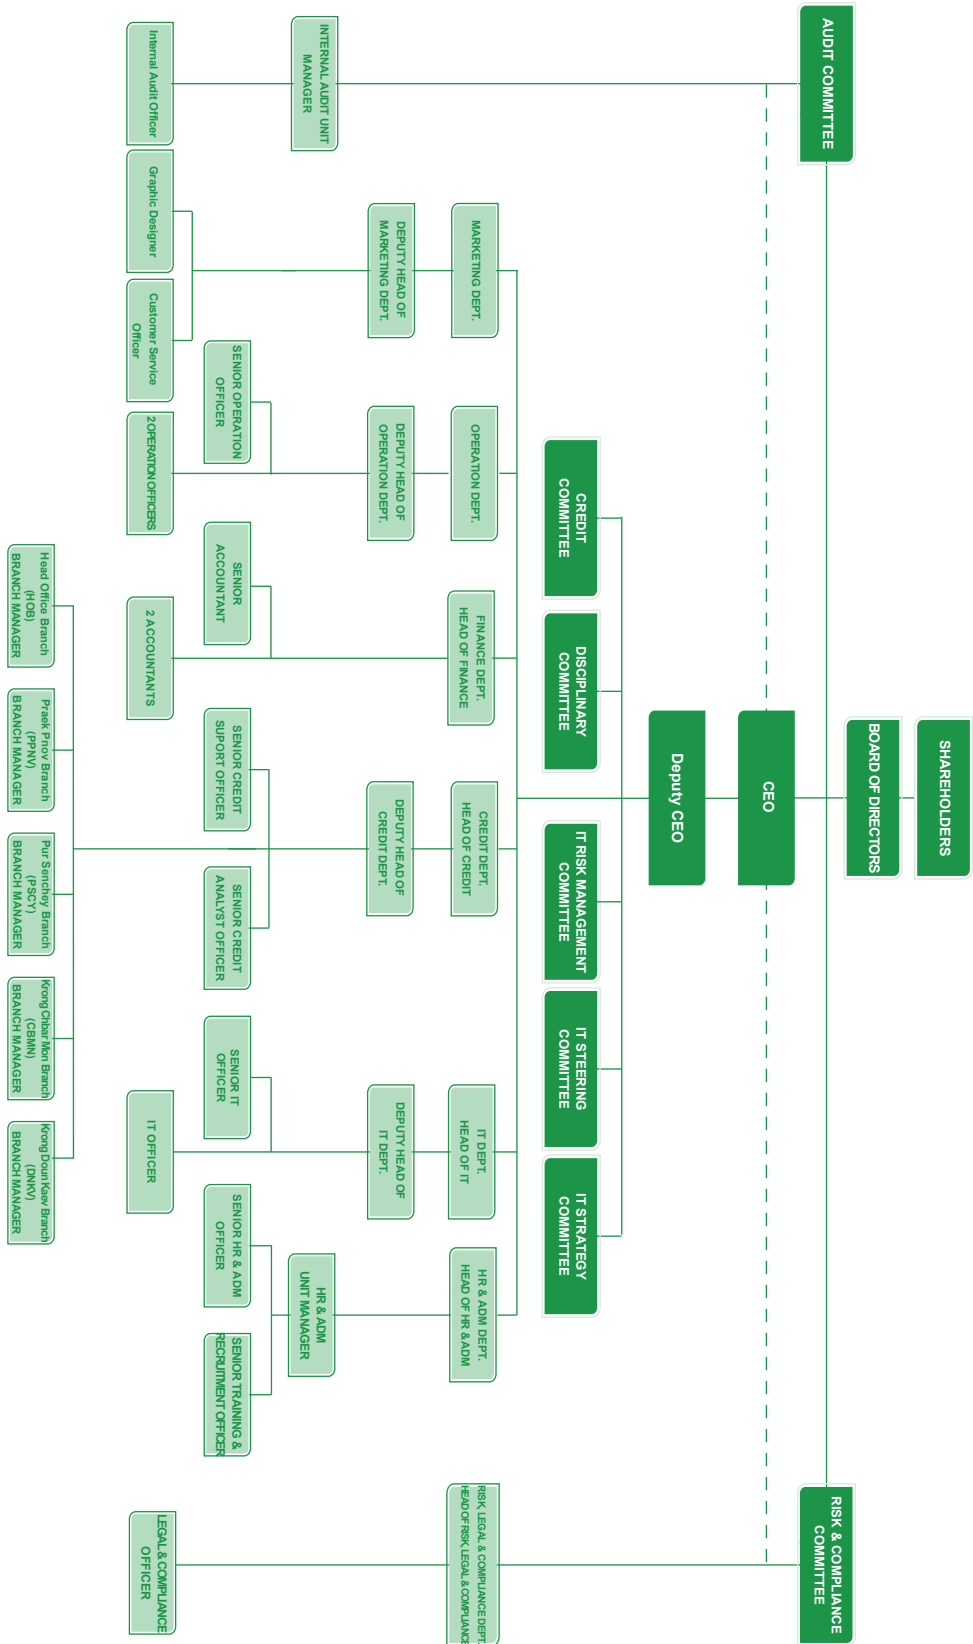 SHAREHOLDERS
BOARD OF DIRECTORS
AUDIT COMMITTEE
RISK & COMPLIANCE
COMMITTEE
CEO
Deputy CEO
CREDIT
COMMITTEE
DISCIPLINARY
COMMITTEE
IT RISK MANAGEMENT
COMMITTEE
IT STEERING
COMMITTEE
IT STRATEGY
COMMITTEE
MARKETING DEPT.
OPERATION DEPT.
FINANCE DEPT.
HEAD OF FINANCE
CREDIT DEPT.
HEAD OF CREDIT
IT DEPT.
HEAD OF IT
HR & ADM DEPT.
HEAD OF HR & ADM
RISK, LEGAL & COMPLIANCE DEPT.
HEAD OF RISK, LEGAL & COMPLIANCE
DEPUTY HEAD OF
MARKETING DEPT.
DEPUTY HEAD OF
OPERATION DEPT.
DEPUTY HEAD OF
CREDIT DEPT.
DEPUTY HEAD OF
IT DEPT.
INTERNAL AUDIT UNIT
MANAGER
HR & ADM
UNIT MANAGER
SENIOR OPERATION
OFFICER
SENIOR
ACCOUNTANT
SENIOR CREDIT
SUPORT OFFICER
SENIOR CREDIT
ANALYST OFFICER
SENIOR IT
OFFICER
SENIOR HR & ADM
OFFICER
SENIOR TRAINING &
RECRUITMENT OFFICER
Internal Audit Officer
Graphic Designer
Customer Service
Officer
2 OPERATION OFFICERS
2 ACCOUNTANTS
IT OFFICER
LEGAL & COMPLIANCE
OFFICER
Head Office Branch
(HOB)
BRANCH MANAGER
Praek Pnov Branch
(PPNV)
BRANCH MANAGER
Pur Senchey Branch
(PSCY)
BRANCH MANAGER
Krong Chbar Mon Branch
(CBMN)
BRANCH MANAGER
Krong Doun Kaev Branch
(DNKV)
BRANCH MANAGER